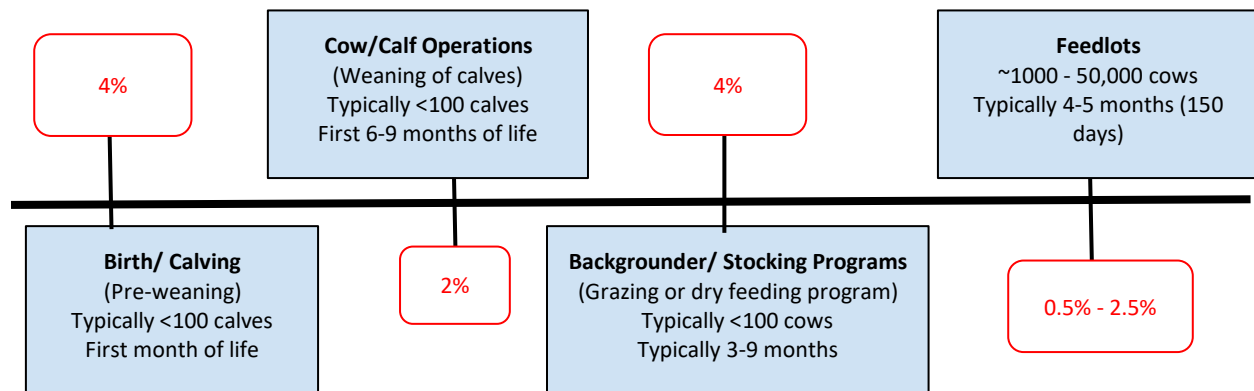 4%
Cow/Calf Operations
(Weaning of calves)
Typically <100 calves
First 6-9 months of life
4%
Feedlots
~1000 - 50,000 cows
Typically 4-5 months (150
days)
Birth/ Calving
(Pre-weaning)
Typically <100 calves
First month of life
2%
Backgrounder/ Stocking Programs
(Grazing or dry feeding program)
Typically <100 cows
Typically 3-9 months
0.5% - 2.5%